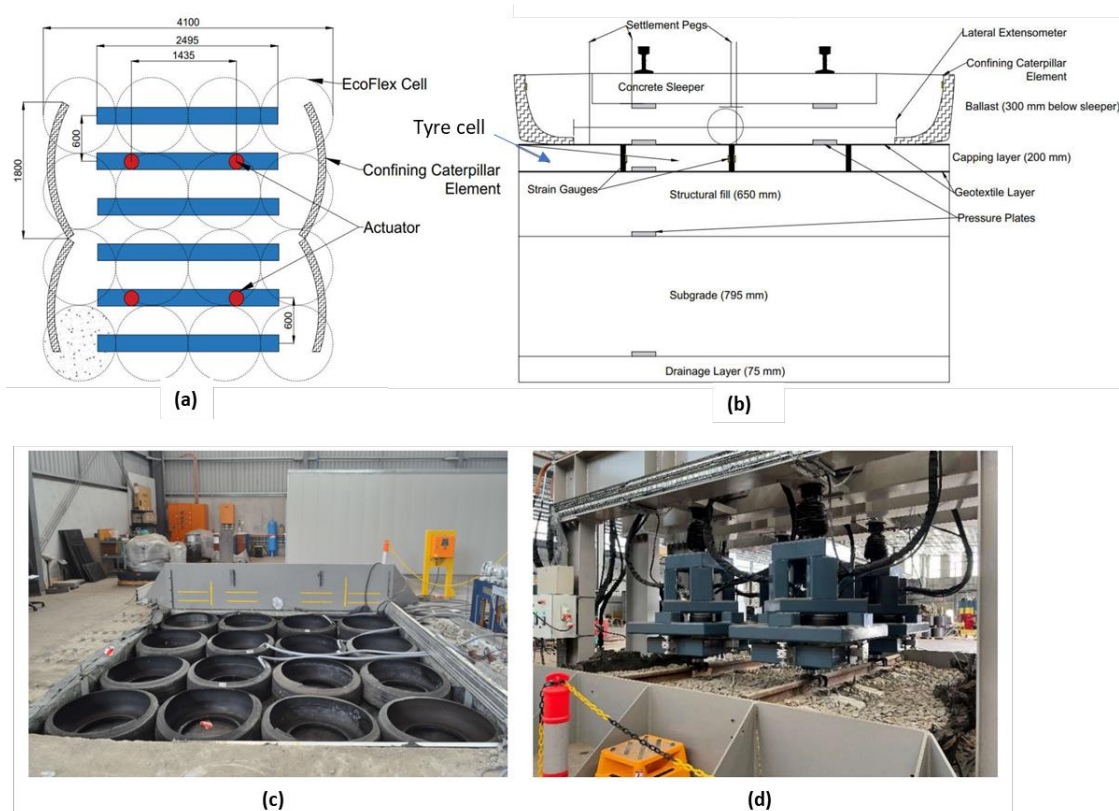 4100
2495
1435
EcoFlex Cell
600
1800
Confining Caterpillar
Element
Actuator
600
(a)
Settlement Pegs
Lateral Extensometer
Confining Caterpillar
Element
Concrete Sleeper
Ballast (300 mm below sleeper)
Tyre cell
Capping layer (200 mm)
Strain Gauges
Structural fill (650 mm)
Geotextile Layer
Pressure Plates
Subgrade (795 mm)
Drainage Layer (75 mm)
(b)
(c)
(d)